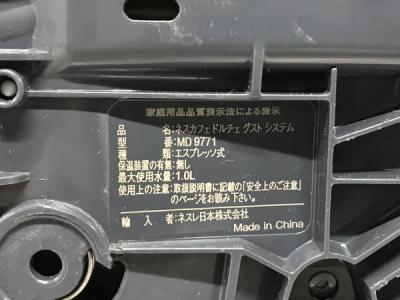 家庭用品品質表示法による表示
品 名:ネスカフェ ドルチェ グスト システム
型 番:MD 9771
種 類:エスプレッソ式
保温装置の有無:無し
最大使用水量:1.0L
使用上の注意:取扱説明書に記載の「安全上のご注意」
のページをお読み下さい。
輸 入 者:ネスレ日本株式会社
Made in China